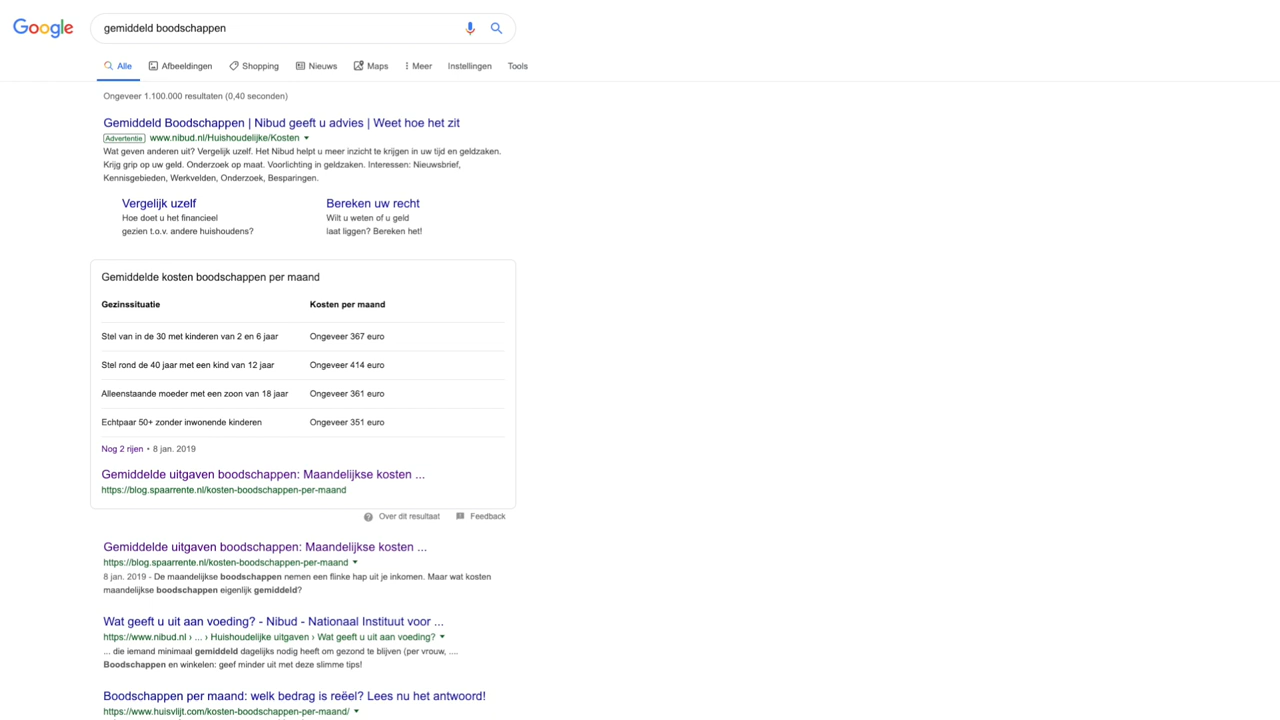 Google
gemiddeld boodschappen
Alle Afbeeldingen Shopping Nieuws Maps Meer Instellingen Tools
Ongeveer 1.100.000 resultaten (0,40 seconden)
Gemiddeld Boodschappen | Nibud geeft u advies | Weet hoe het zit
Advertentie www.nibud.nl/Huishoudelijke/Kosten
Wat geven anderen uit? Vergelijk uzelf. Het Nibud helpt u meer inzicht te krijgen in uw tijd en geldzaken.
Krijg grip op uw geld. Onderzoek op maat. Voorlichting in geldzaken. Interessen: Nieuwsbrief,
Kennisgebieden, Werkvelden, Onderzoek, Besparingen.
Vergelijk uzelf
Hoe doet u het financieel
gezien t.o.v. andere huishoudens?
Bereken uw recht
Wilt u weten of u geld
laat liggen? Bereken het!
Gemiddelde kosten boodschappen per maand
Gezinssituatie Kosten per maand
Stel van in de 30 met kinderen van 2 en 6 jaar Ongeveer 367 euro
Stel rond de 40 jaar met een kind van 12 jaar Ongeveer 414 euro
Alleenstaande moeder met een zoon van 18 jaar Ongeveer 361 euro
Echtpaar 50+ zonder inwonende kinderen Ongeveer 351 euro
Nog 2 rijen • 8 jan. 2019
Gemiddelde uitgaven boodschappen: Maandelijkse kosten ...
https://blog.spaarrente.nl/kosten-boodschappen-per-maand
Over dit resultaat Feedback
Gemiddelde uitgaven boodschappen: Maandelijkse kosten ...
https://blog.spaarrente.nl/kosten-boodschappen-per-maand
8 jan. 2019 - De maandelijkse boodschappen nemen een flinke hap uit je inkomen. Maar wat kosten
maandelijkse boodschappen eigenlijk gemiddeld?
Wat geeft u uit aan voeding? - Nibud - Nationaal Instituut voor ...
https://www.nibud.nl › ... › Huishoudelijke uitgaven › Wat geeft u uit aan voeding?
... die iemand minimaal gemiddeld dagelijks nodig heeft om gezond te blijven (per vrouw, ....
Boodschappen en winkelen: geef minder uit met deze slimme tips!
Boodschappen per maand: welk bedrag is reëel? Lees nu het antwoord!
https://www.huisvlijt.com/kosten-boodschappen-per-maand/